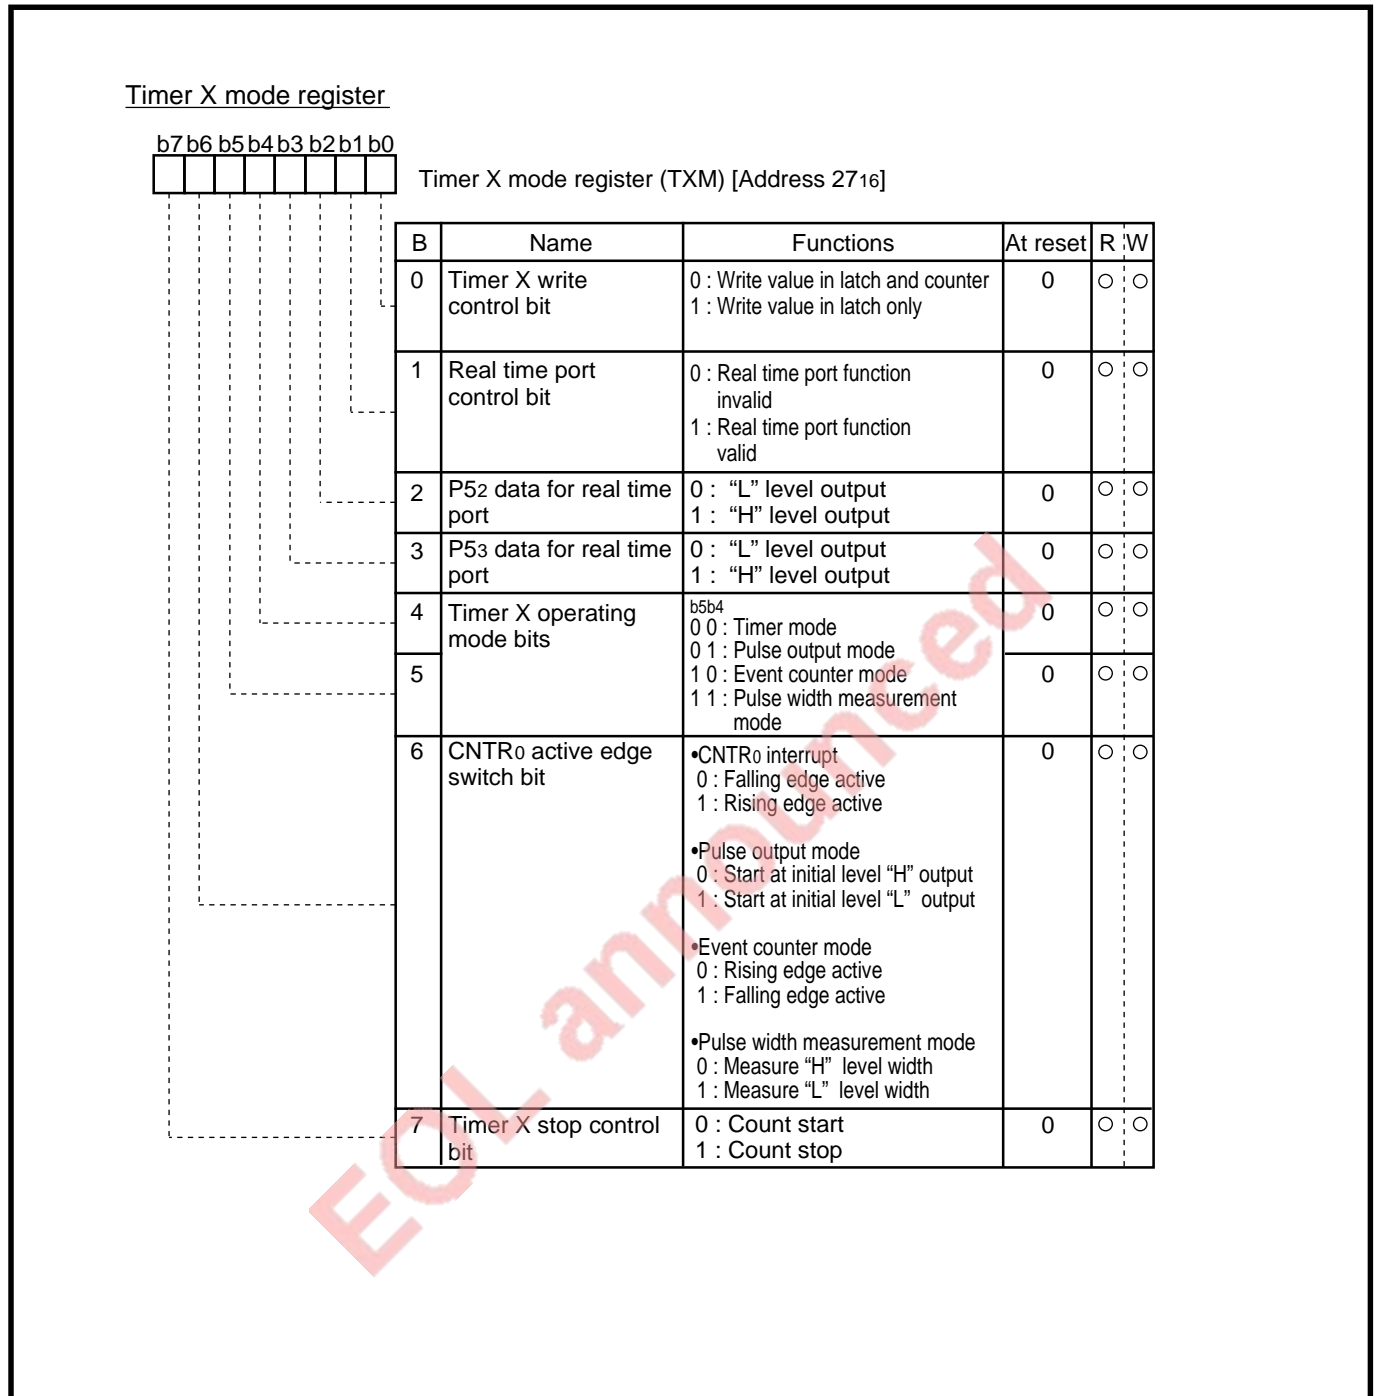 Timer X mode register
b7 b6 b5 b4 b3 b2 b1 b0
Timer X mode register (TXM) [Address 2716]
B Name Functions At reset R W
0 Timer X write control bit 0 : Write value in latch and counter 0 ○ ○
1 : Write value in latch only
1 Real time port control bit 0 : Real time port function invalid 0 ○ ○
1 : Real time port function valid
2 P52 data for real time port 0 : “L” level output 0 ○ ○
1 : “H” level output
3 P53 data for real time port 0 : “L” level output 0 ○ ○
1 : “H” level output
4 Timer X operating mode bits b5b4 0 ○ ○
0 0 : Timer mode
0 1 : Pulse output mode
5 1 0 : Event counter mode 0 ○ ○
1 1 : Pulse width measurement mode
6 CNTR0 active edge switch bit •CNTR0 interrupt 0 ○ ○
0 : Falling edge active
1 : Rising edge active
•Pulse output mode
0 : Start at initial level “H” output
1 : Start at initial level “L” output
•Event counter mode
0 : Rising edge active
1 : Falling edge active
•Pulse width measurement mode
0 : Measure “H” level width
1 : Measure “L” level width
7 Timer X stop control bit 0 : Count start 0 ○ ○
1 : Count stop
EOL announced